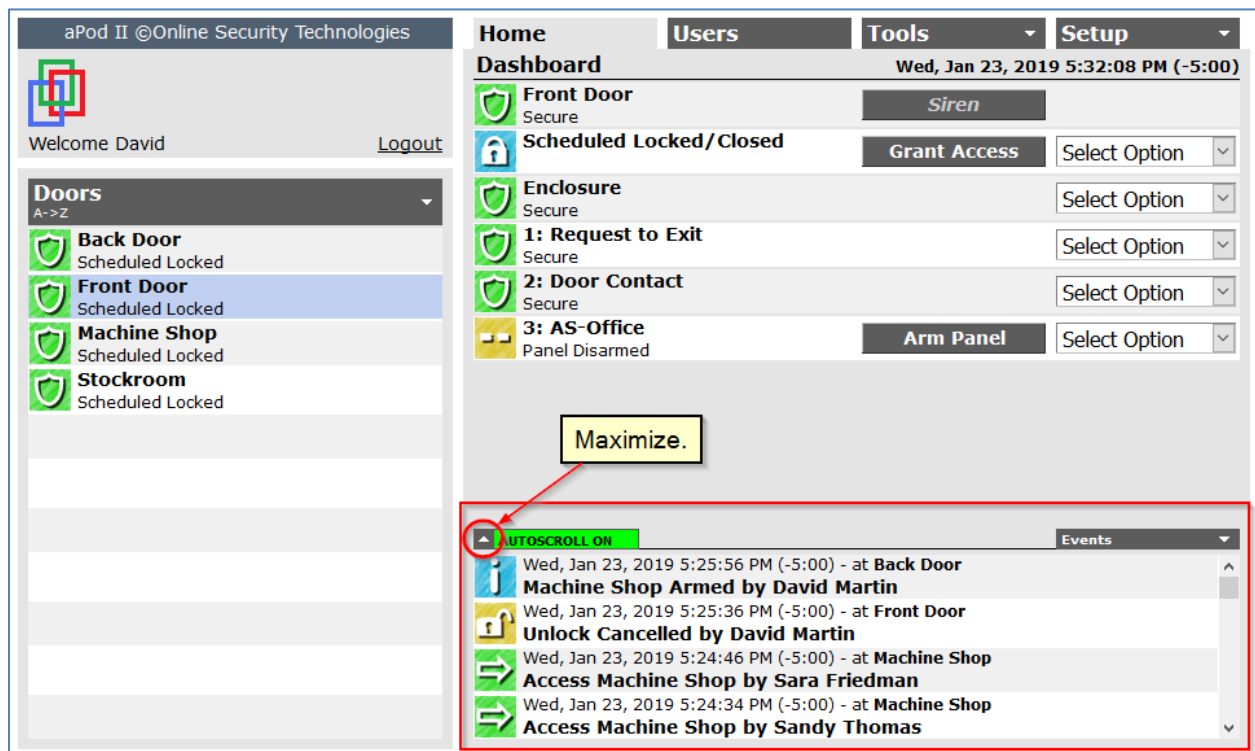 aPod II ©Online Security Technologies
Welcome David
Logout
Doors
A->Z
Back Door
Scheduled Locked
Front Door
Scheduled Locked
Machine Shop
Scheduled Locked
Stockroom
Scheduled Locked
Home Users Tools Setup
Dashboard Wed, Jan 23, 2019 5:32:08 PM (-5:00)
Front Door
Secure
Siren
Scheduled Locked/Closed
Grant Access Select Option
Enclosure
Secure
Select Option
1: Request to Exit
Secure
Select Option
2: Door Contact
Secure
Select Option
3: AS-Office
Panel Disarmed
Arm Panel Select Option
Maximize.
AUTOSCROLL ON Events
Wed, Jan 23, 2019 5:25:56 PM (-5:00) - at Back Door
Machine Shop Armed by David Martin
Wed, Jan 23, 2019 5:25:36 PM (-5:00) - at Front Door
Unlock Cancelled by David Martin
Wed, Jan 23, 2019 5:24:46 PM (-5:00) - at Machine Shop
Access Machine Shop by Sara Friedman
Wed, Jan 23, 2019 5:24:34 PM (-5:00) - at Machine Shop
Access Machine Shop by Sandy Thomas